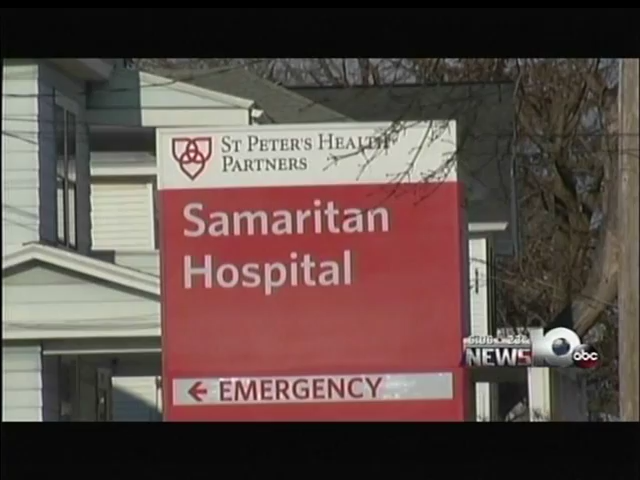 ST PETER'S HEALTH
PARTNERS
Samaritan
Hospital
← EMERGENCY
NEWS10
abc